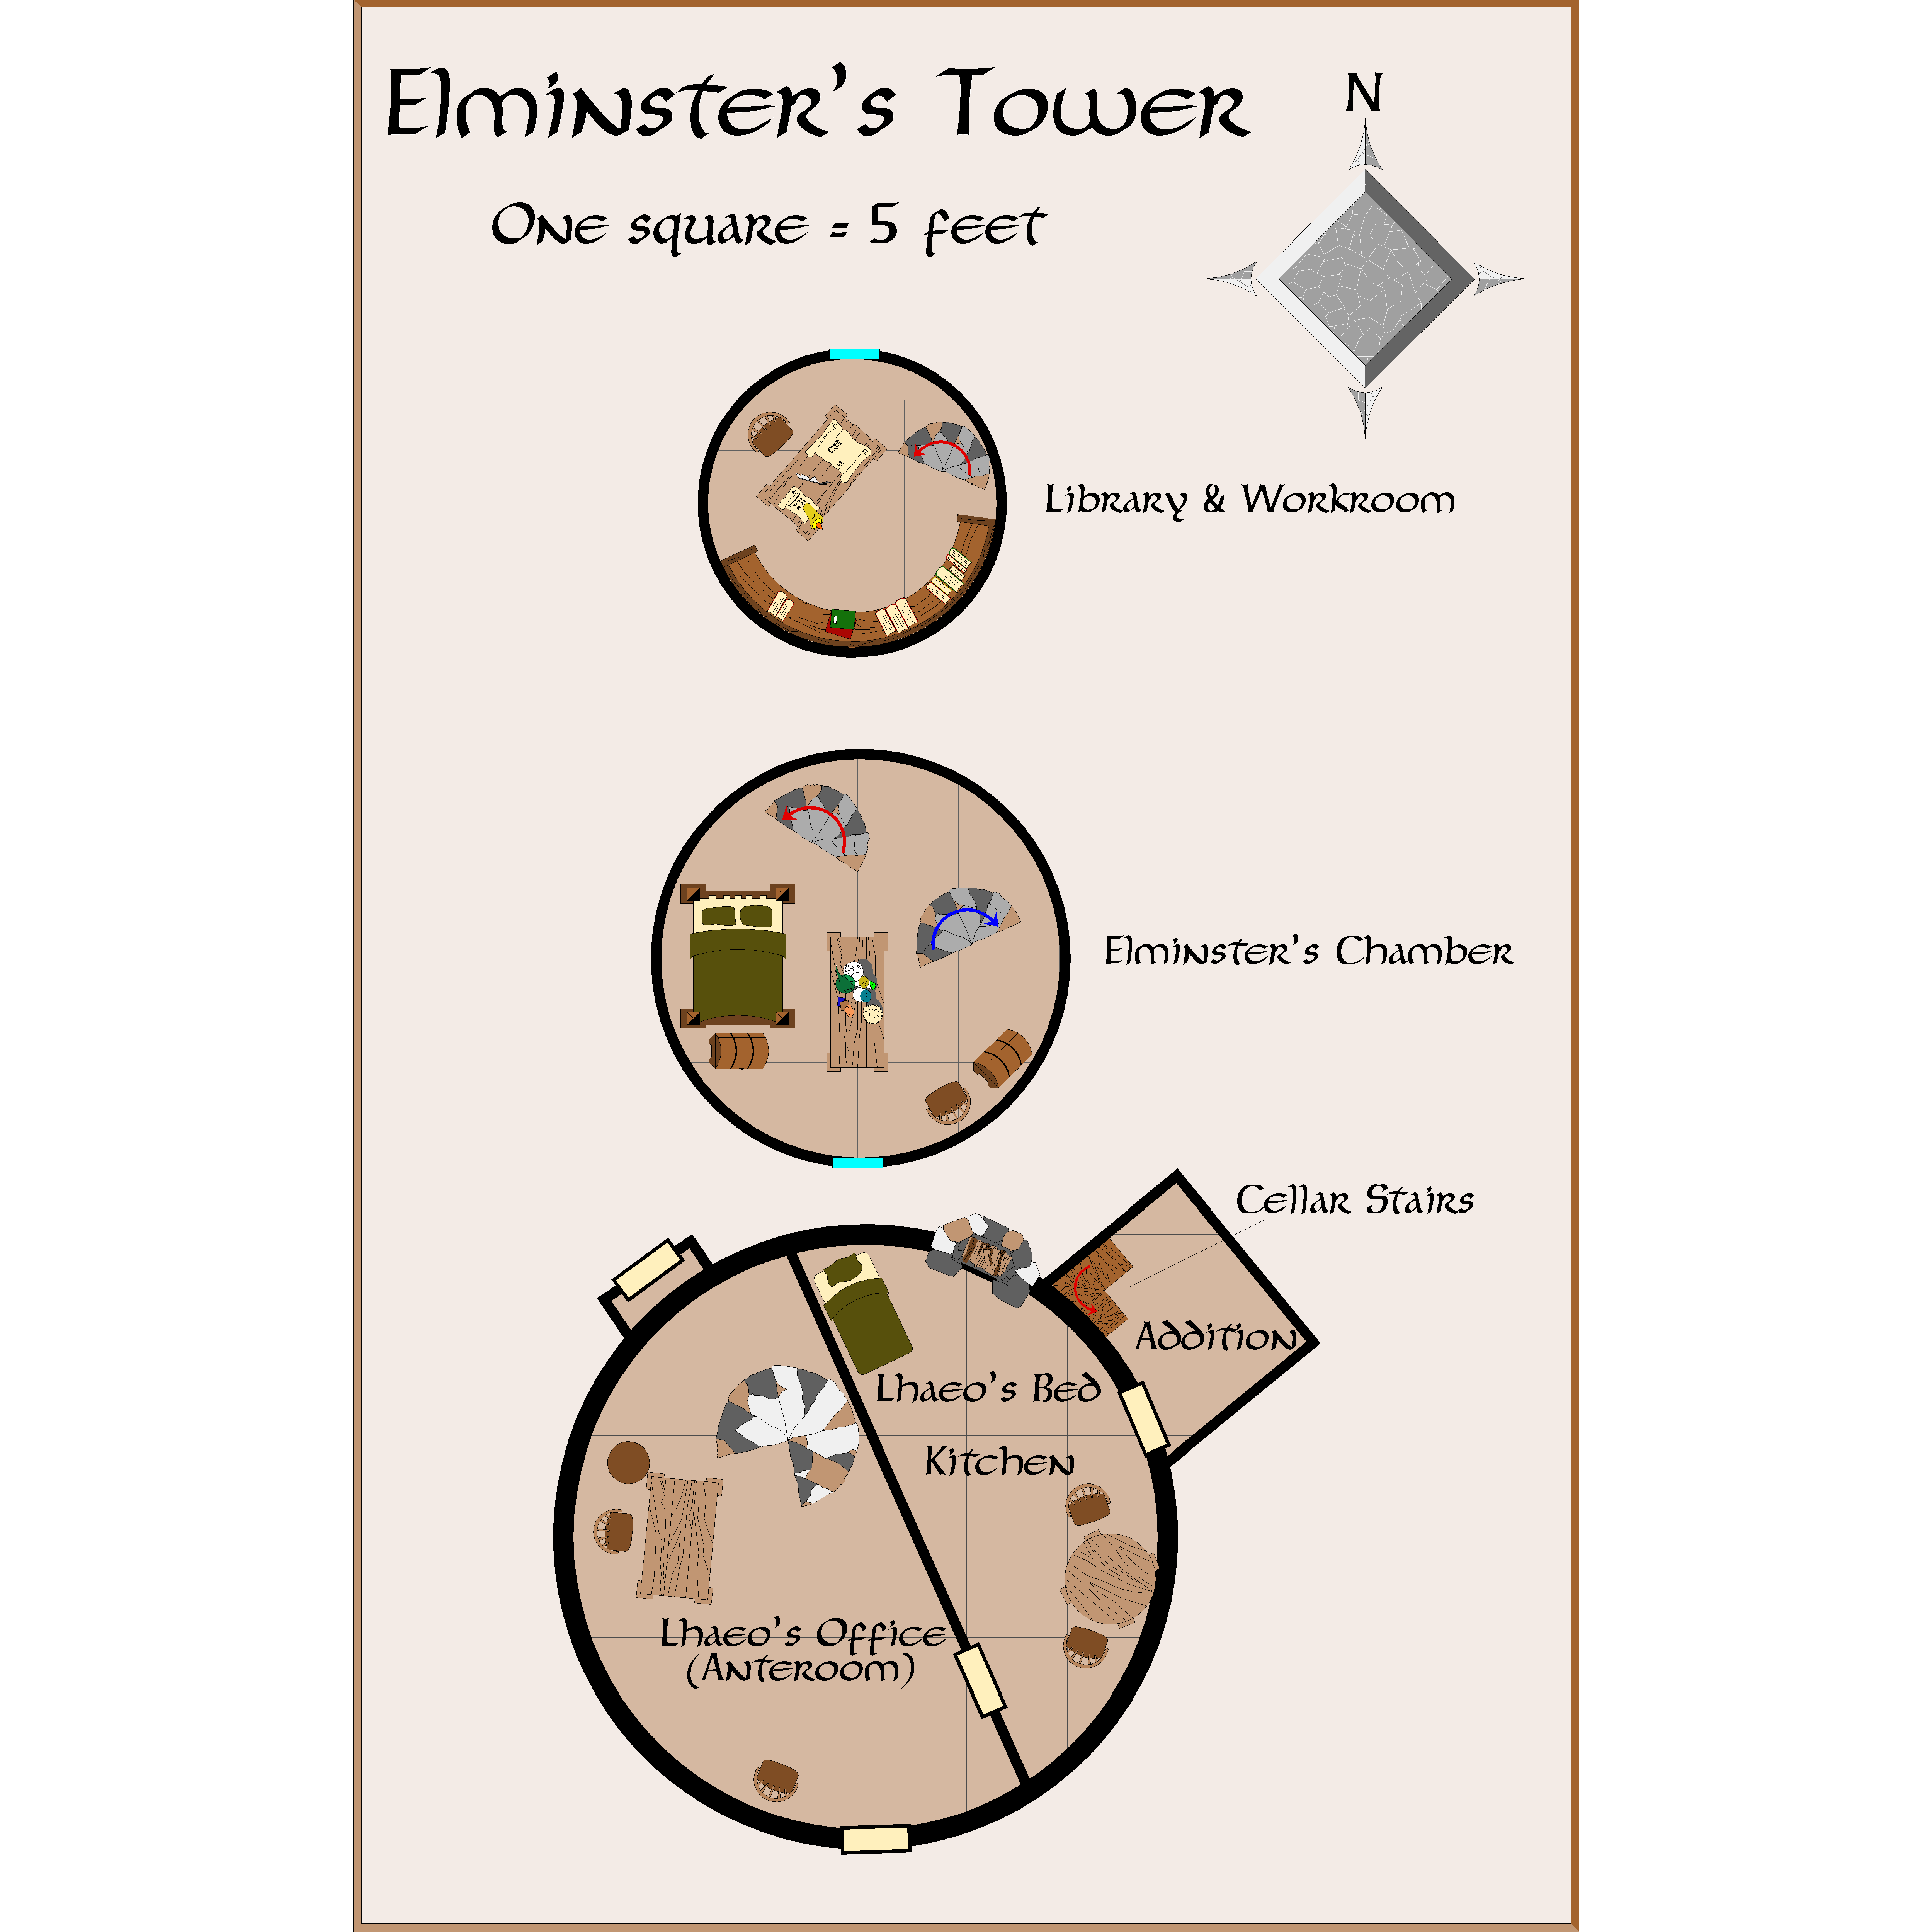 Elminster's Tower
N
One square = 5 feet
Library & Workroom
Elminster's Chamber
Cellar Stairs
Addition
Lhaeo's Bed
Kitchen
Lhaeo's Office
(Anteroom)